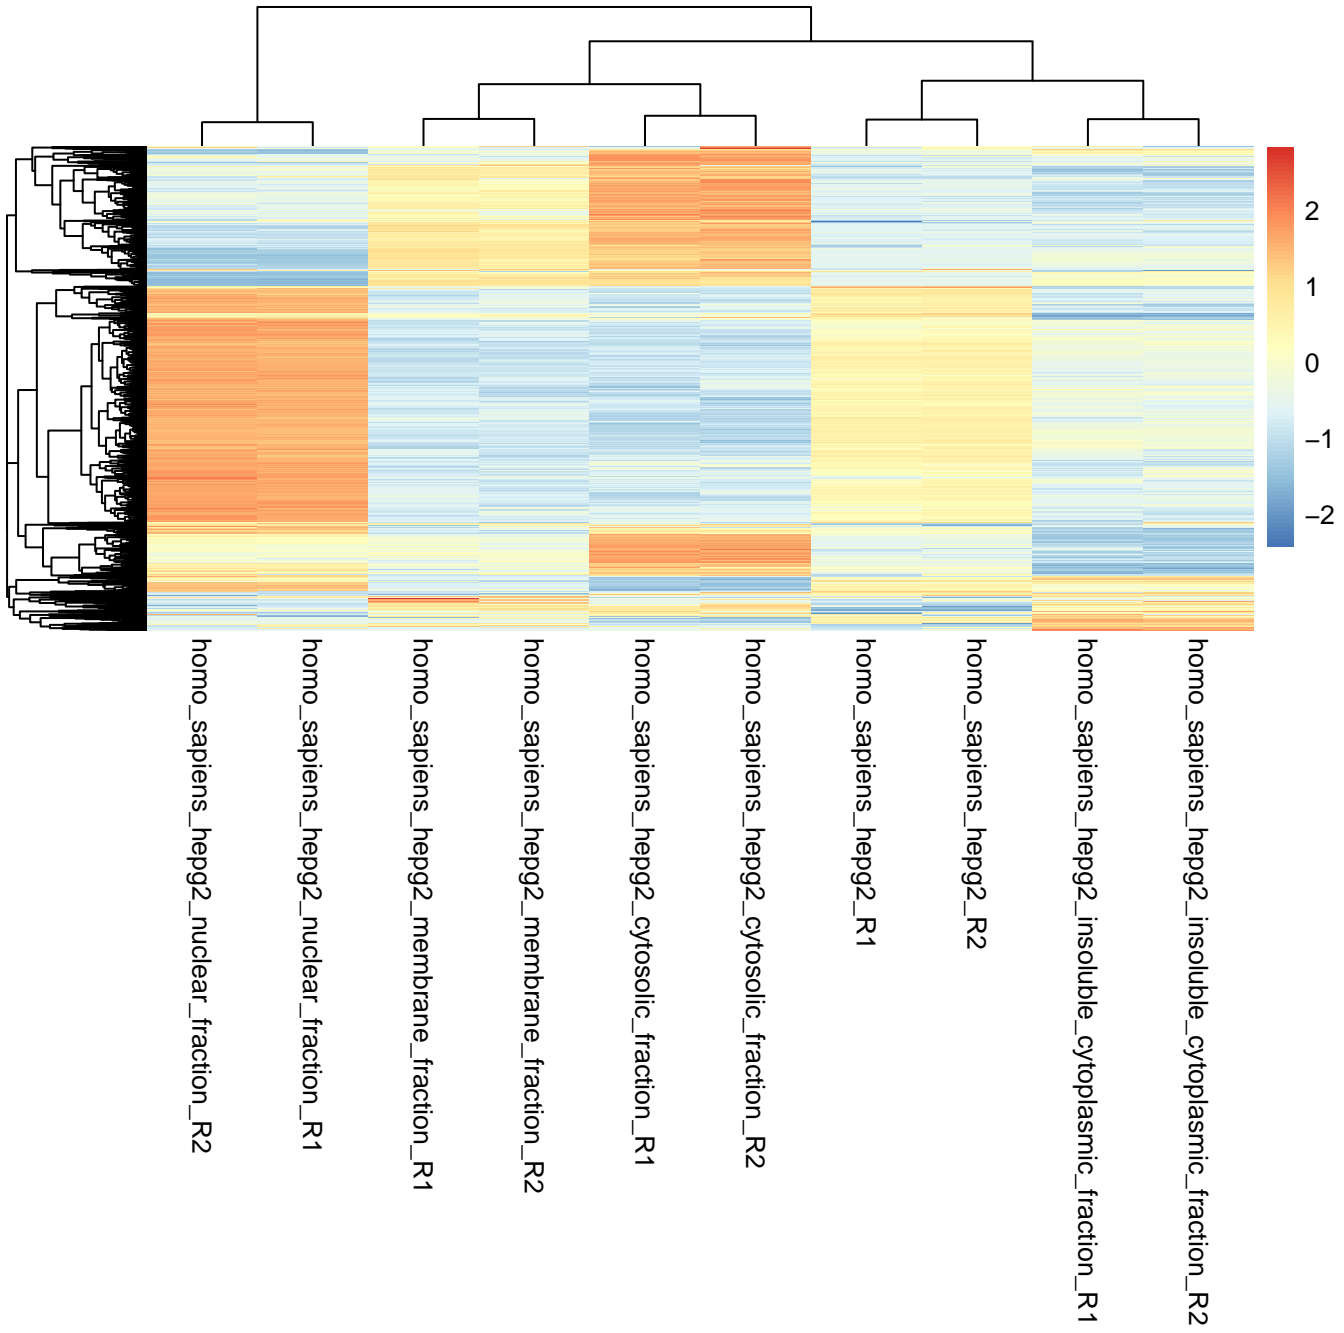 2
1
0
−1
−2
homo_sapiens_hepg2_nuclear_fraction_R2
homo_sapiens_hepg2_nuclear_fraction_R1
homo_sapiens_hepg2_membrane_fraction_R1
homo_sapiens_hepg2_membrane_fraction_R2
homo_sapiens_hepg2_cytosolic_fraction_R1
homo_sapiens_hepg2_cytosolic_fraction_R2
homo_sapiens_hepg2_R1
homo_sapiens_hepg2_R2
homo_sapiens_hepg2_insoluble_cytoplasmic_fraction_R1
homo_sapiens_hepg2_insoluble_cytoplasmic_fraction_R2